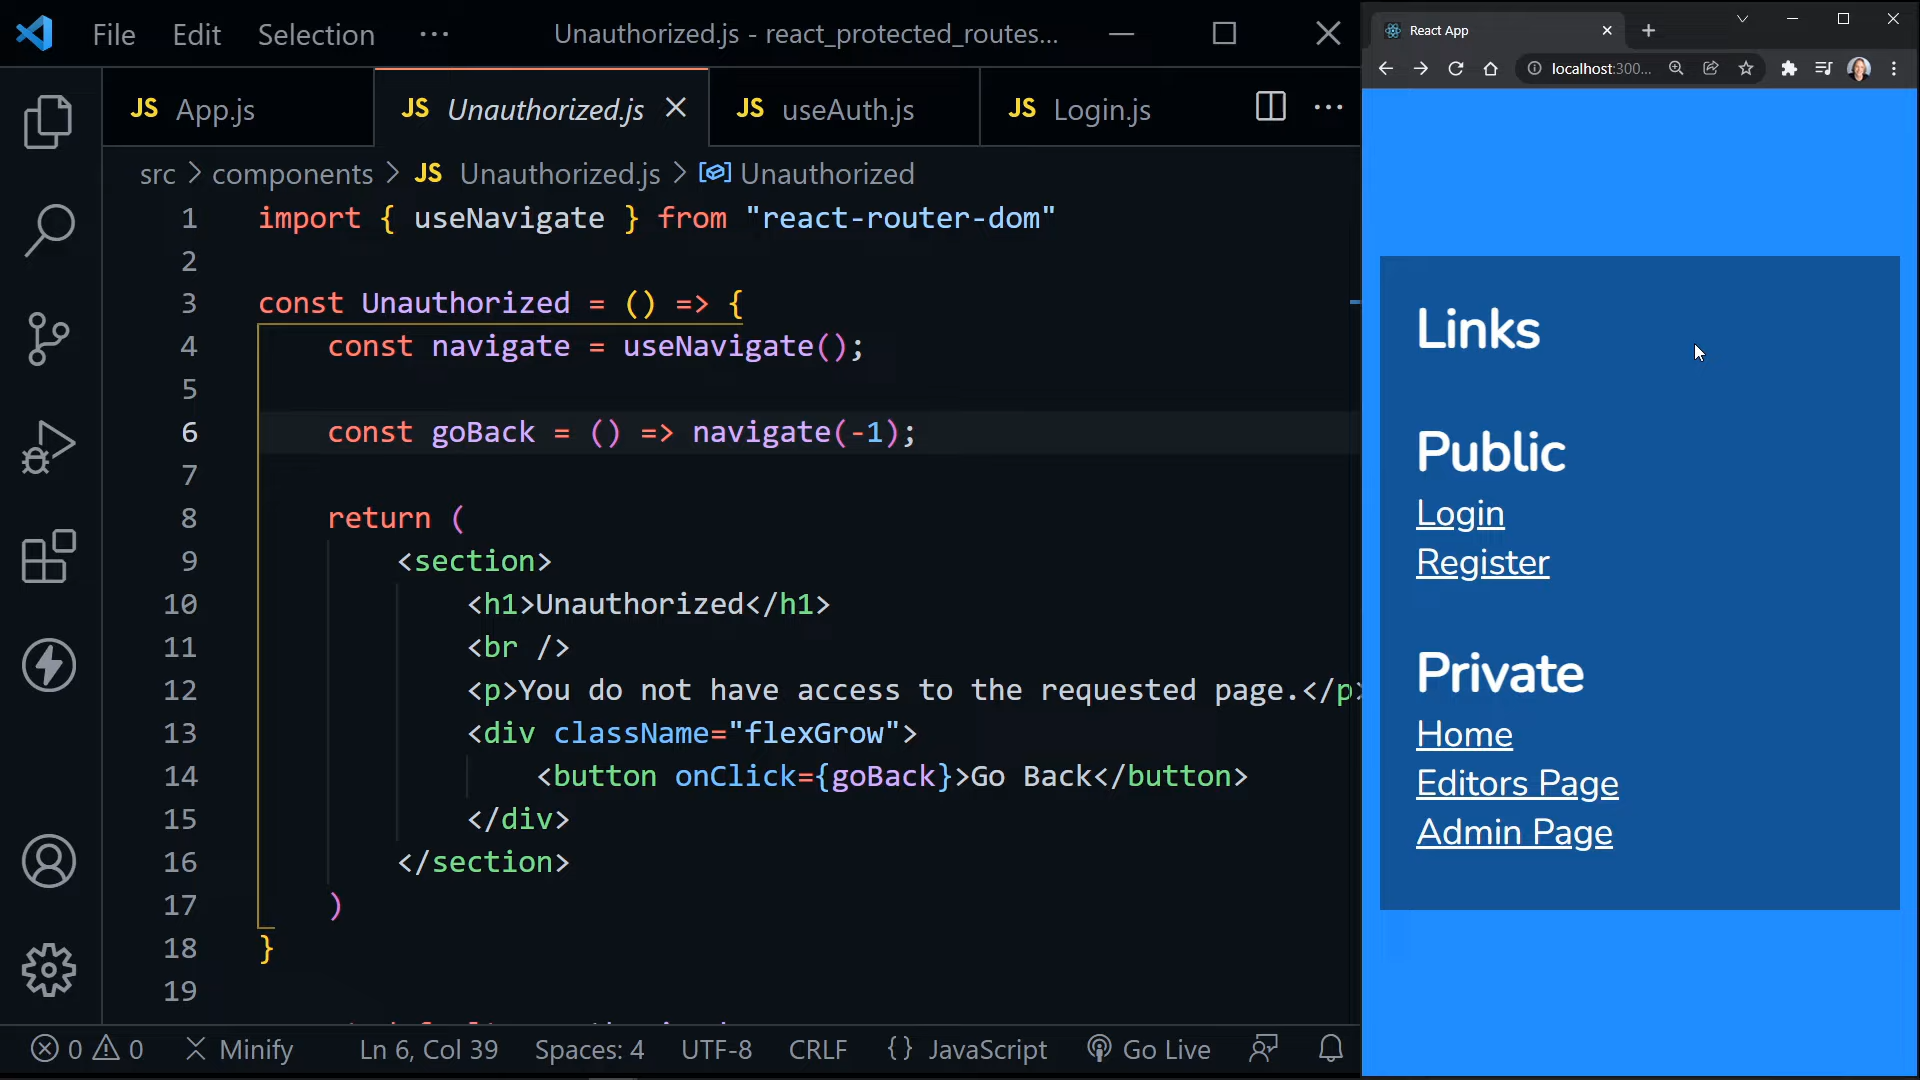 File Edit Selection ··· Unauthorized.js - react_protected_routes...
JS App.js JS Unauthorized.js JS useAuth.js JS Login.js ···
src > components > JS Unauthorized.js > Unauthorized
1 import { useNavigate } from "react-router-dom"
2
3 const Unauthorized = () => {
4 const navigate = useNavigate();
5
6 const goBack = () => navigate(-1);
7
8 return (
9 <section>
10 <h1>Unauthorized</h1>
11 <br />
12 <p>You do not have access to the requested page.</p>
13 <div className="flexGrow">
14 <button onClick={goBack}>Go Back</button>
15 </div>
16 </section>
17 )
18 }
19
0 0 Minify Ln 6, Col 39 Spaces: 4 UTF-8 CRLF {} JavaScript Go Live
React App
localhost:300...
Links
Public
Login
Register
Private
Home
Editors Page
Admin Page